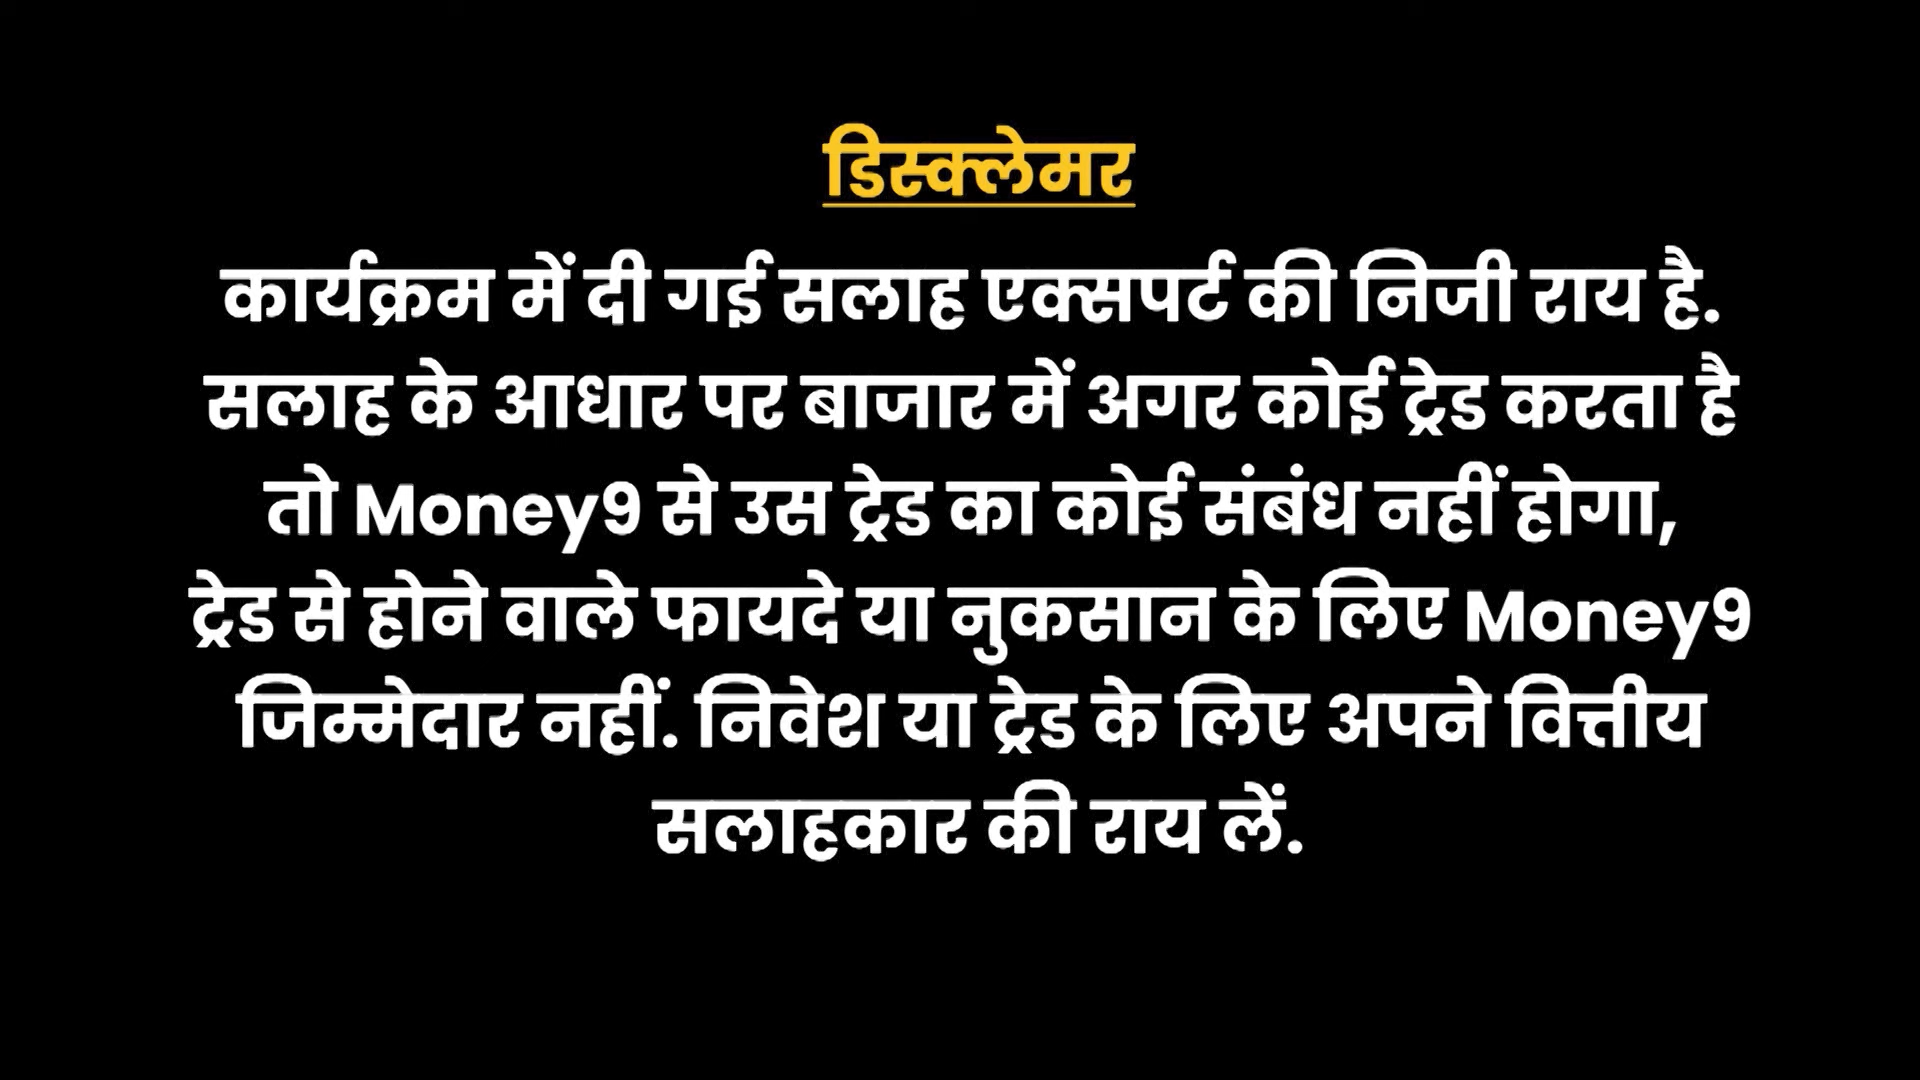 डिस्क्लेमर
कार्यक्रम में दी गई सलाह एक्सपर्ट की निजी राय है.
सलाह के आधार पर बाजार में अगर कोई ट्रेड करता है
तो Money9 से उस ट्रेड का कोई संबंध नहीं होगा,
ट्रेड से होने वाले फायदे या नुकसान के लिए Money9
जिम्मेदार नहीं. निवेश या ट्रेड के लिए अपने वित्तीय
सलाहकार की राय लें.